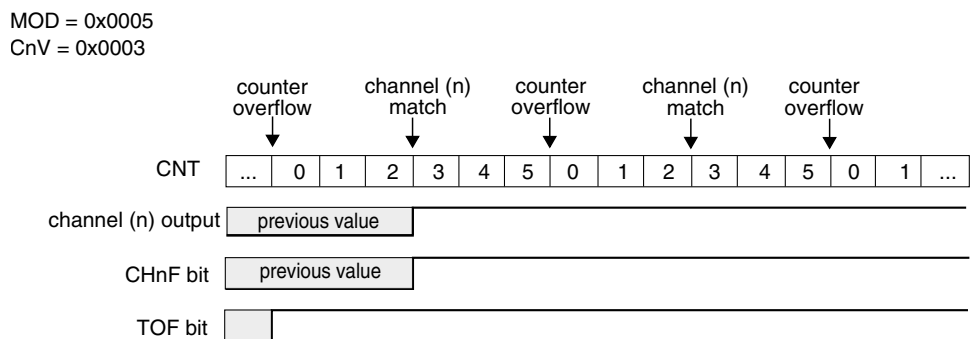 MOD = 0x0005
CnV = 0x0003
counter overflow
channel (n) match
counter overflow
channel (n) match
counter overflow
CNT ... 0 1 2 3 4 5 0 1 2 3 4 5 0 1 ...
channel (n) output previous value
CHnF bit previous value
TOF bit